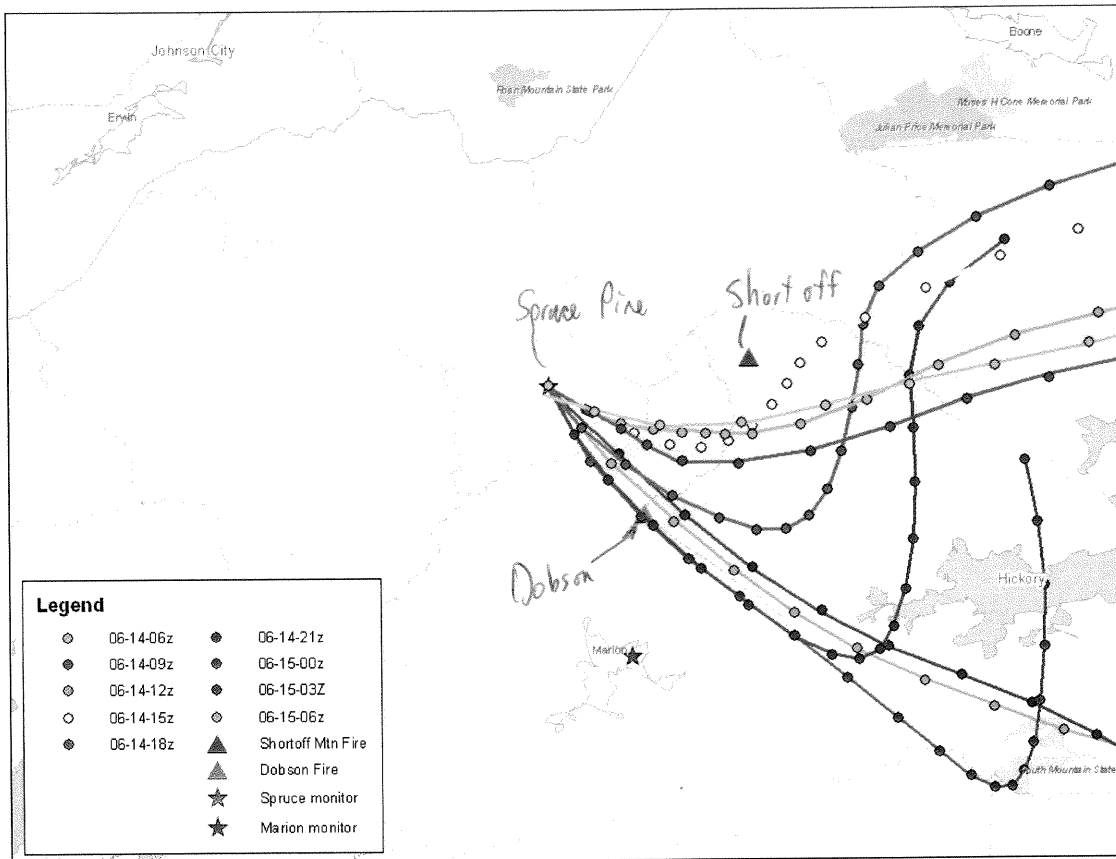 Johnson City
Boone
Roan Mountain State Park
Moses H Cone Memorial Park
Erwin
Julian Price Memorial Park
Short off
Spruce Pine
Dobson
Hickory
Marion
South Mountain State
Legend
06-14-06z
06-14-21z
06-14-09z
06-15-00z
06-14-12z
06-15-03Z
06-14-15z
06-15-06z
06-14-18z
Shortoff Mtn Fire
Dobson Fire
Spruce monitor
Marion monitor